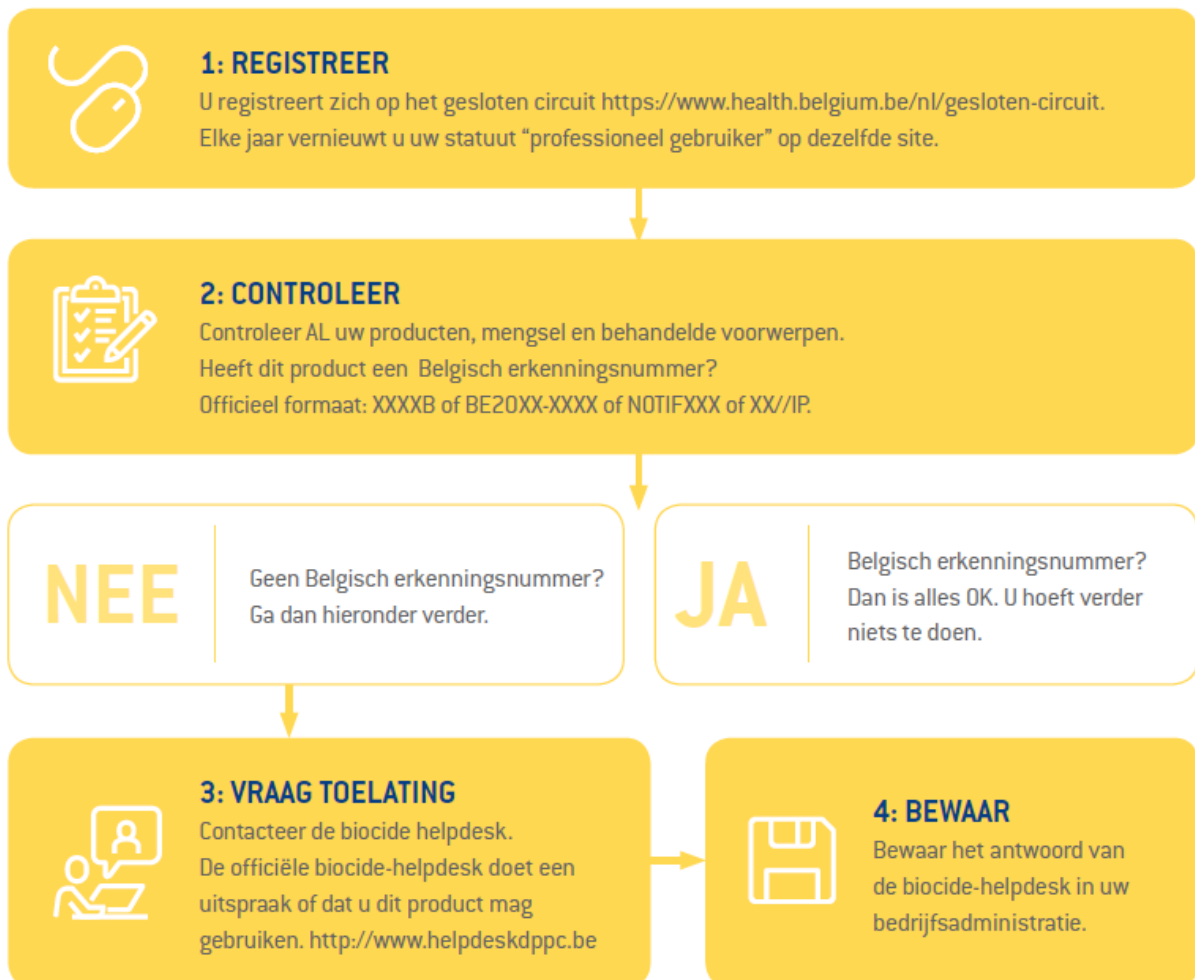 1: REGISTREER
U registreert zich op het gesloten circuit https://www.health.belgium.be/nl/gesloten-circuit.
Elke jaar vernieuwt u uw statuut “professioneel gebruiker” op dezelfde site.
2: CONTROLEER
Controleer AL uw producten, mengsel en behandelde voorwerpen.
Heeft dit product een Belgisch erkenningsnummer?
Officieel formaat: XXXXB of BE20XX-XXXX of NOTIFXXX of XX//IP.
NEE
Geen Belgisch erkenningsnummer?
Ga dan hieronder verder.
JA
Belgisch erkenningsnummer?
Dan is alles OK. U hoeft verder
niets te doen.
3: VRAAG TOELATING
Contacteer de biocide helpdesk.
De officiële biocide-helpdesk doet een
uitspraak of dat u dit product mag
gebruiken. http://www.helpdeskdppc.be
4: BEWAAR
Bewaar het antwoord van
de biocide-helpdesk in uw
bedrijfsadministratie.